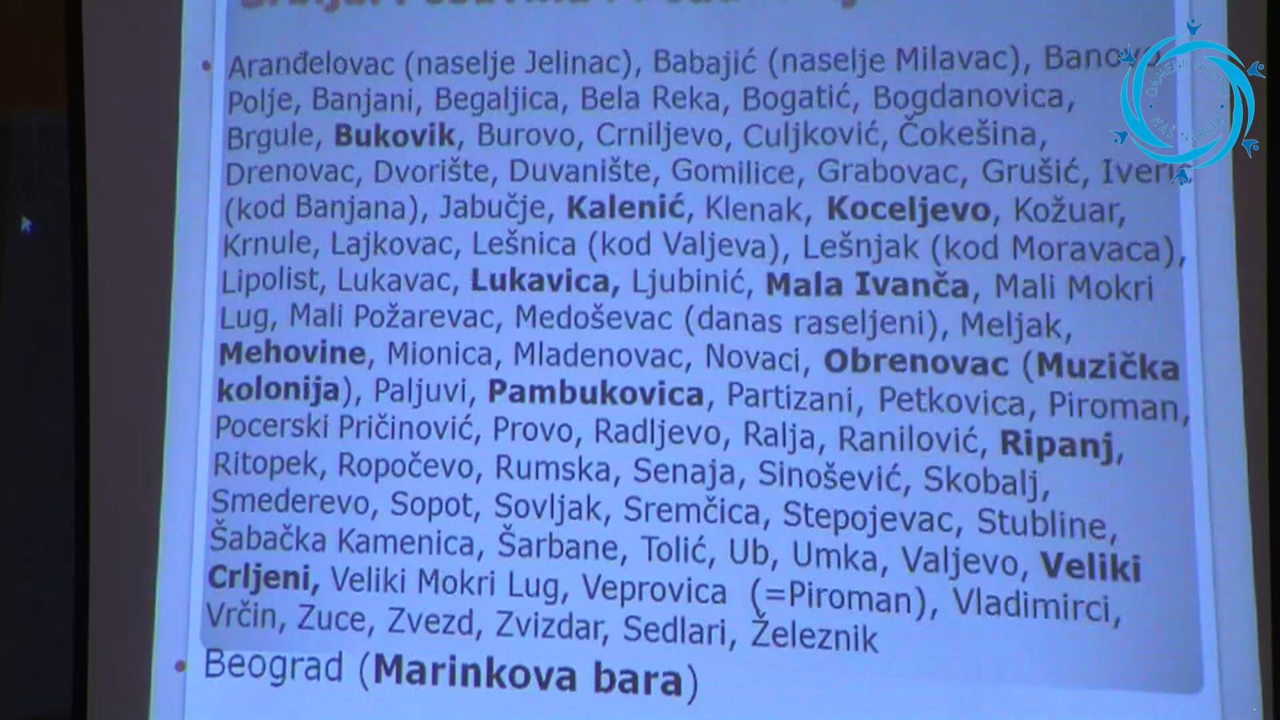 • Aranđelovac (naselje Jelinac), Babajić (naselje Milavac), Banovo
Polje, Banjani, Begaljica, Bela Reka, Bogatić, Bogdanovica,
Brgule, Bukovik, Burovo, Crniljevo, Culjković, Čokešina,
Drenovac, Dvorište, Duvanište, Gomilice, Grabovac, Grušić, Iverić
(kod Banjana), Jabučje, Kalenić, Klenak, Koceljevo, Kožuar,
Krnule, Lajkovac, Lešnica (kod Valjeva), Lešnjak (kod Moravaca),
Lipolist, Lukavac, Lukavica, Ljubinić, Mala Ivanča, Mali Mokri
Lug, Mali Požarevac, Medoševac (danas raseljeni), Meljak,
Mehovine, Mionica, Mladenovac, Novaci, Obrenovac (Muzička
kolonija), Paljuvi, Pambukovica, Partizani, Petkovica, Piroman,
Pocerski Pričinović, Provo, Radljevo, Ralja, Ranilović, Ripanj,
Ritopek, Ropočevo, Rumska, Senaja, Sinošević, Skobalj,
Smederevo, Sopot, Sovljak, Sremčica, Stepojevac, Stubline,
Šabačka Kamenica, Šarbane, Tolić, Ub, Umka, Valjevo, Veliki
Crljeni, Veliki Mokri Lug, Veprovica (=Piroman), Vladimirci,
Vrčin, Zuce, Zvezd, Zvizdar, Sedlari, Železnik
• Beograd (Marinkova bara)